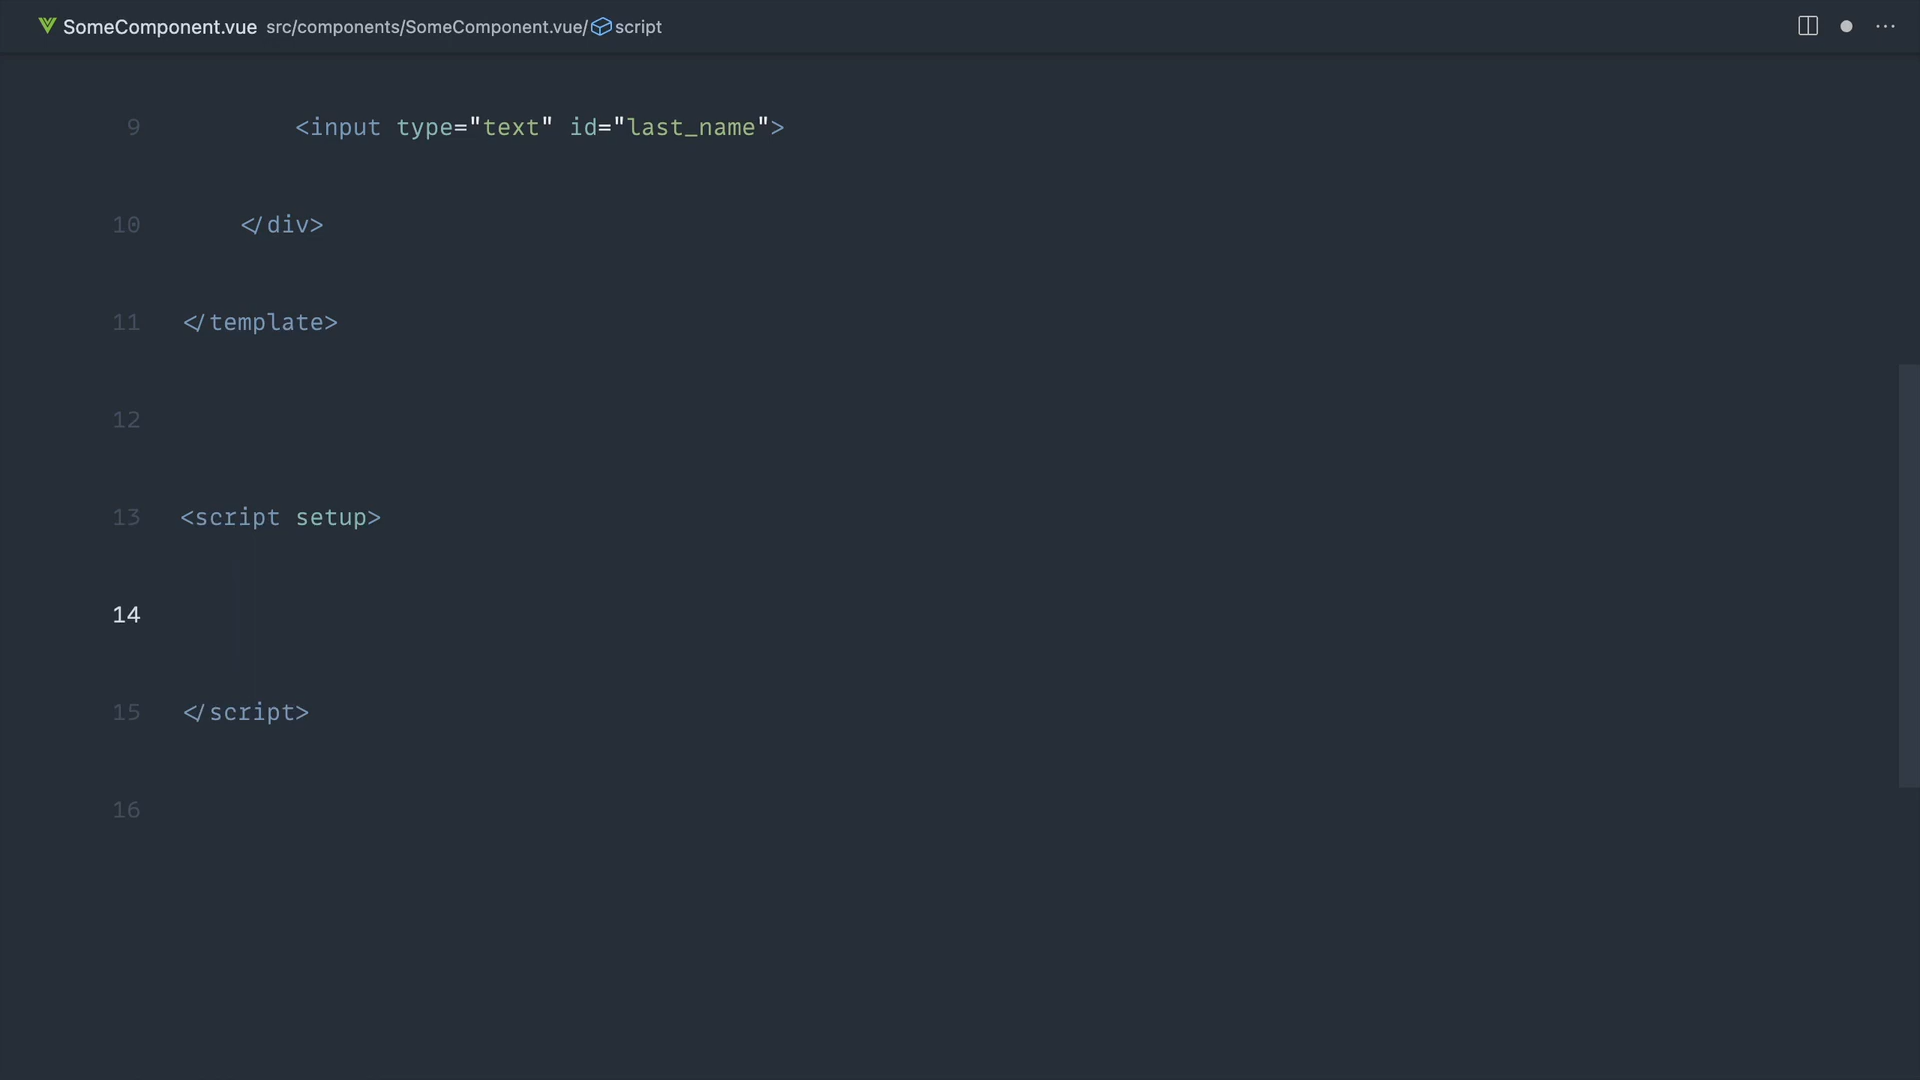 SomeComponent.vue src/components/SomeComponent.vue/script
9 <input type="text" id="last_name">
10 </div>
11 </template>
12
13 <script setup>
14
15 </script>
16